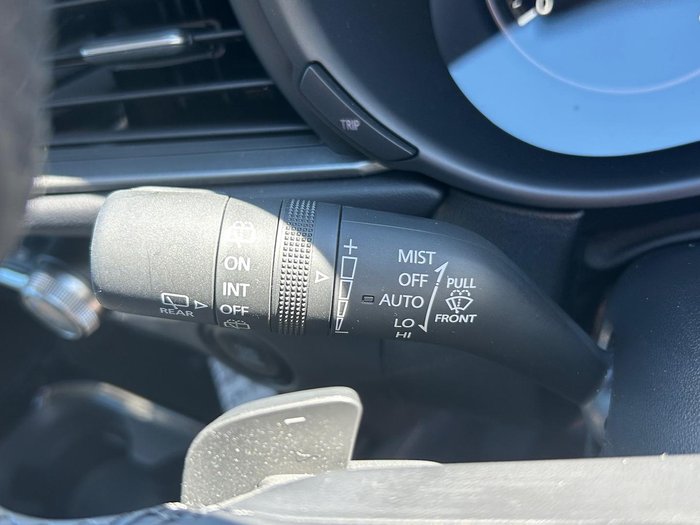 TRIP
REAR
ON
INT
OFF
+
-
MIST
OFF
AUTO
LO
HI
PULL
FRONT